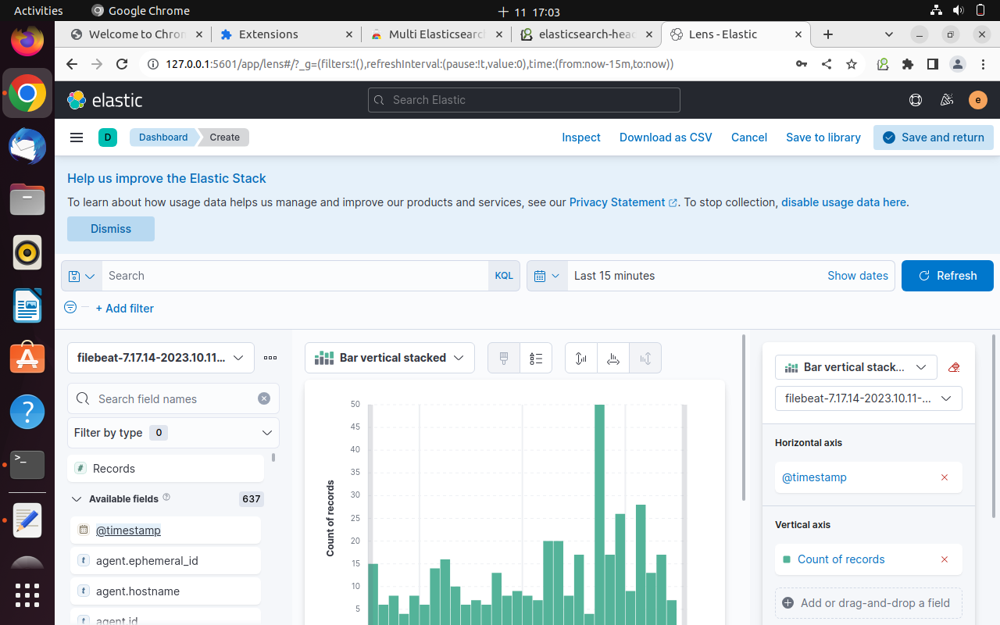 Activities
Google Chrome
11 17:03
Welcome to Chrom
Extensions
Multi Elasticsearch
elasticsearch-head
Lens - Elastic
127.0.0.1:5601/app/lens#/?_g=(filters:!(),refreshInterval:(pause:!t,value:0),time:(from:now-15m,to:now))
elastic
Search Elastic
e
D
Dashboard
Create
Inspect
Download as CSV
Cancel
Save to library
Save and return
Help us improve the Elastic Stack
To learn about how usage data helps us manage and improve our products and services, see our Privacy Statement. To stop collection, disable usage data here.
Dismiss
Search
KQL
Last 15 minutes
Show dates
Refresh
+ Add filter
filebeat-7.17.14-2023.10.11...
Search field names
Filter by type 0
# Records
Available fields
637
@timestamp
t agent.ephemeral_id
t agent.hostname
t agent.id
Bar vertical stacked
50
45
40
35
30
25
20
15
10
5
Count of records
Bar vertical stack...
filebeat-7.17.14-2023.10.11-...
Horizontal axis
@timestamp
Vertical axis
Count of records
Add or drag-and-drop a field